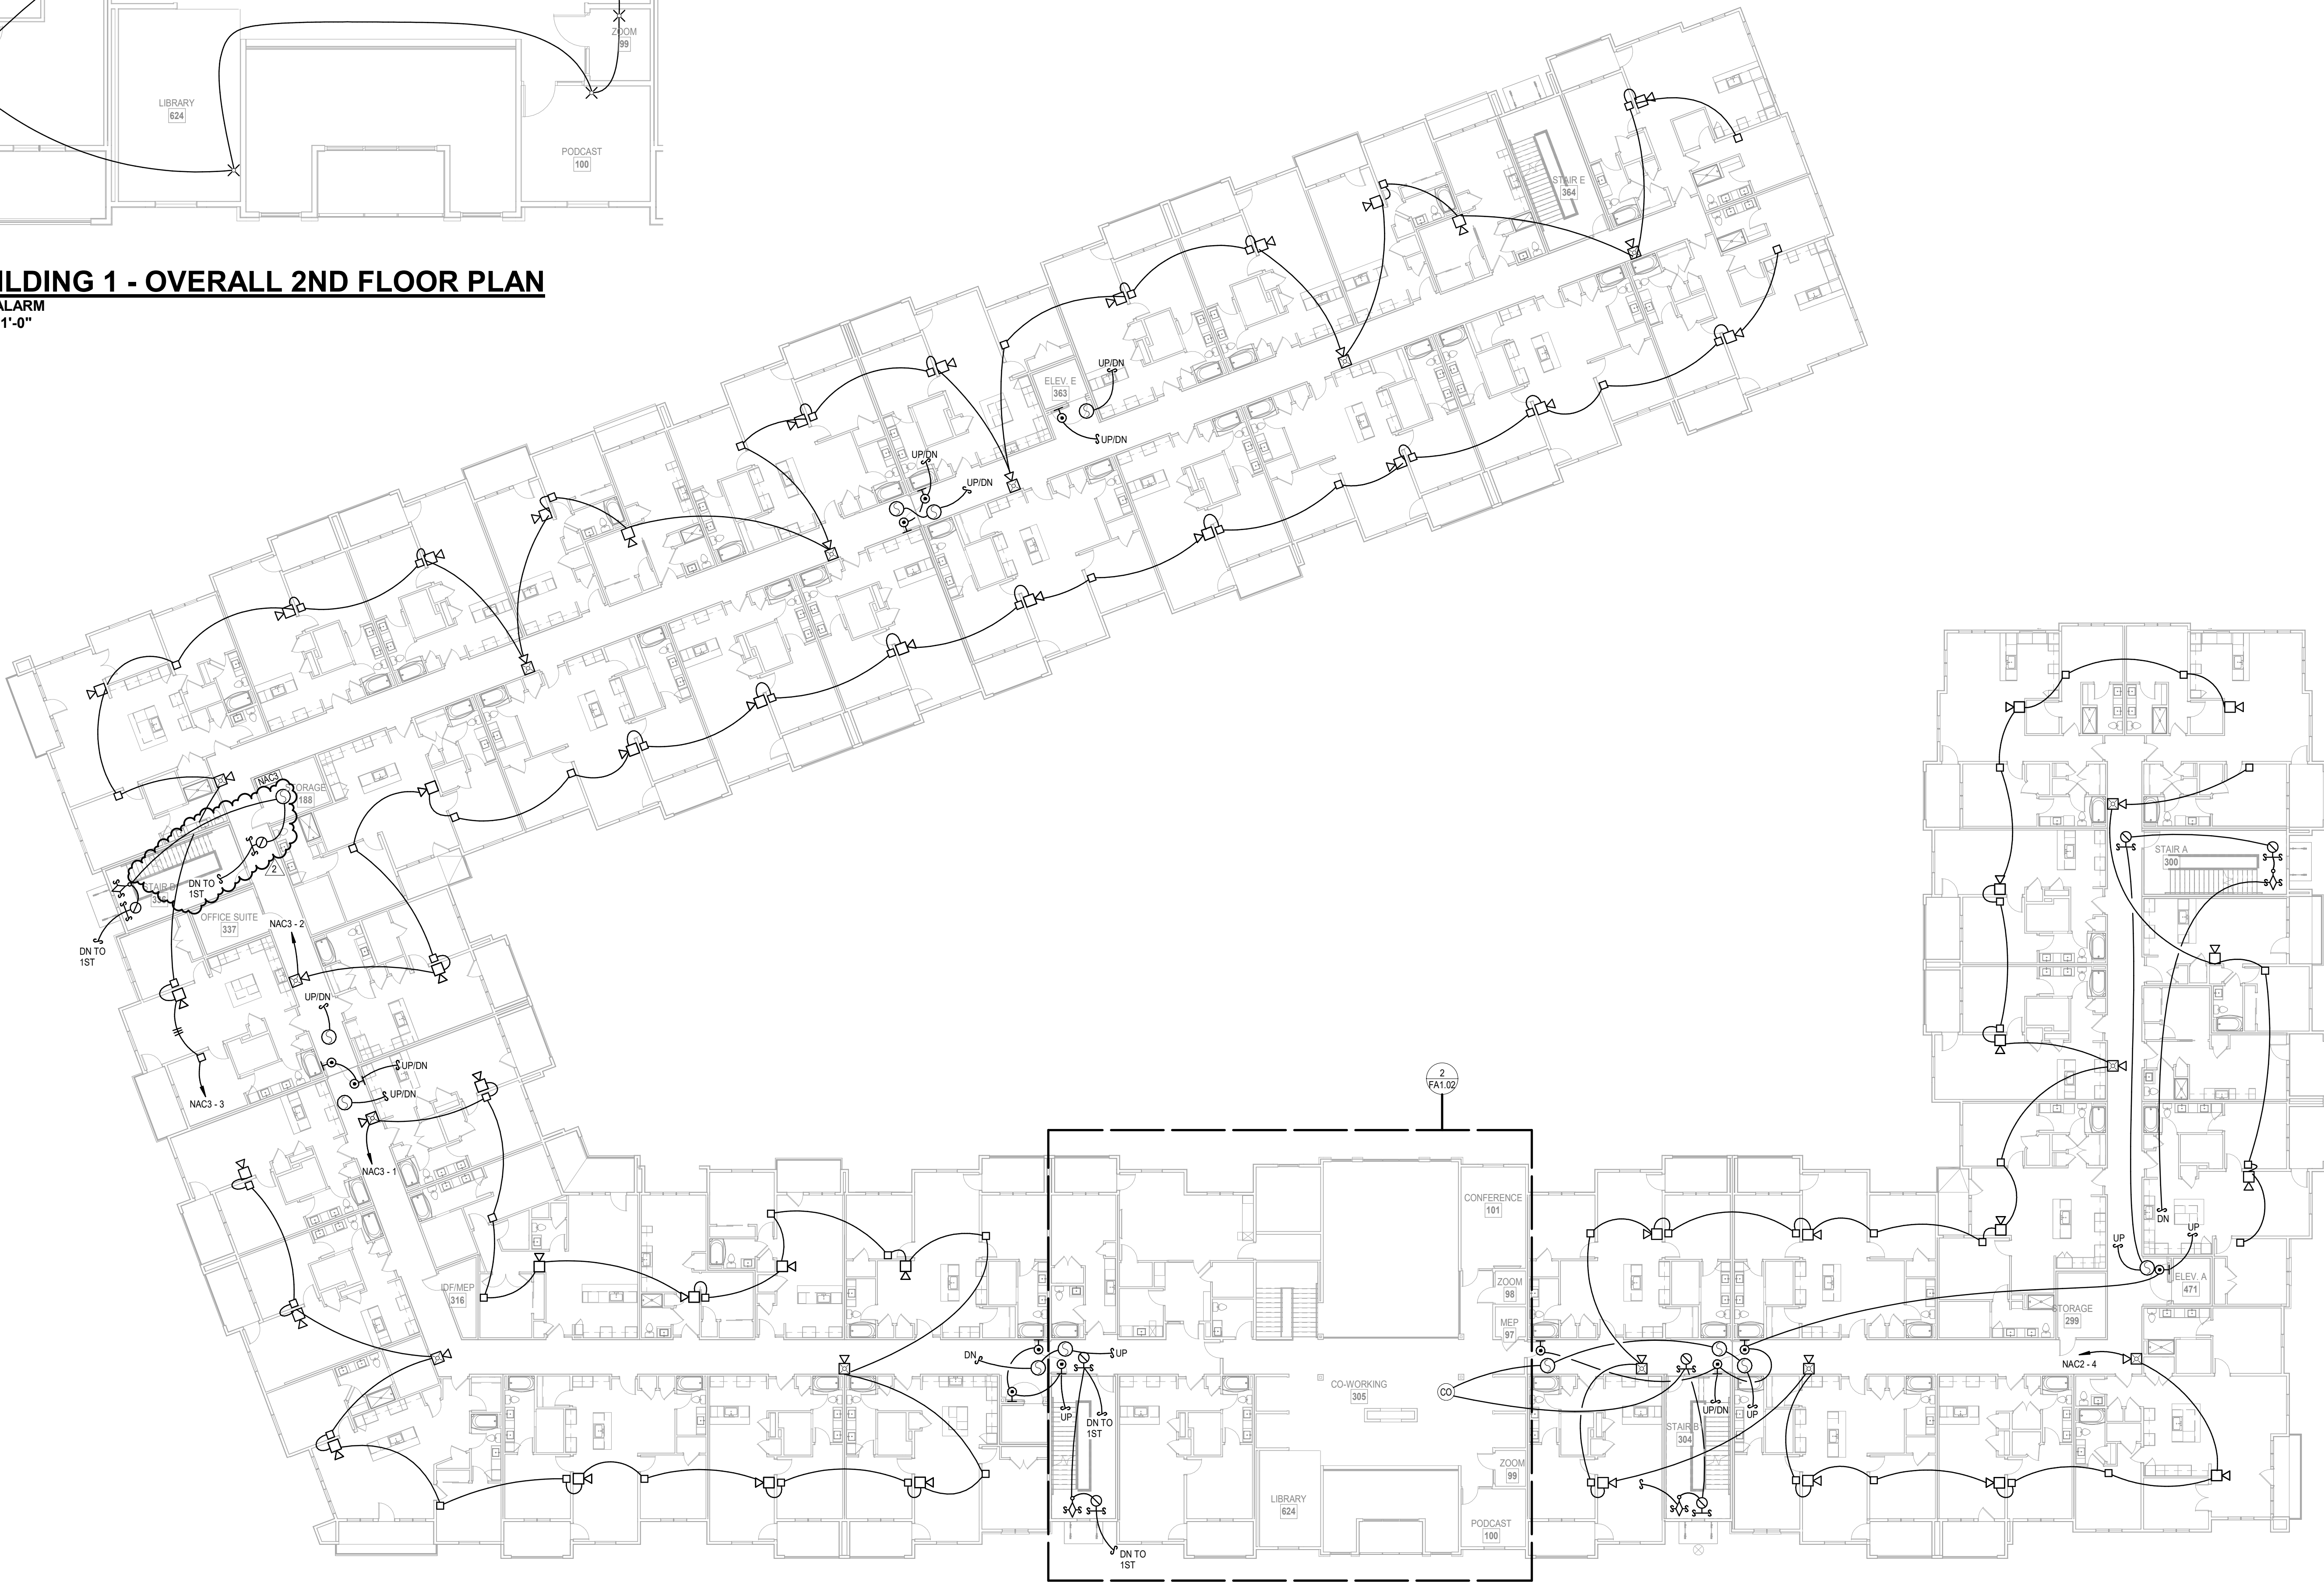 ZOOM
99
LIBRARY
624
PODCAST
100
ILDING 1 - OVERALL 2ND FLOOR PLAN
ALARM
1'-0"
STAIR E
364
ELEV. E
363
UP/DN
UP/DN
UP/DN
UP/DN
NAC3
STORAGE
188
2
DN TO
1ST
DN TO
1ST
OFFICE SUITE
337
NAC3 - 2
UP/DN
UP/DN
UP/DN
NAC3 - 3
NAC3 - 1
IDF/MEP
316
2
FA1.02
CONFERENCE
101
ZOOM
98
MEP
97
DN
UP
UP
DN TO
1ST
CO-WORKING
305
CO
ZOOM
99
LIBRARY
624
PODCAST
100
DN TO
1ST
UP/DN
UP
STAIR B
304
STAIR A
300
DN
UP
UP
ELEV. A
471
STORAGE
299
NAC2 - 4